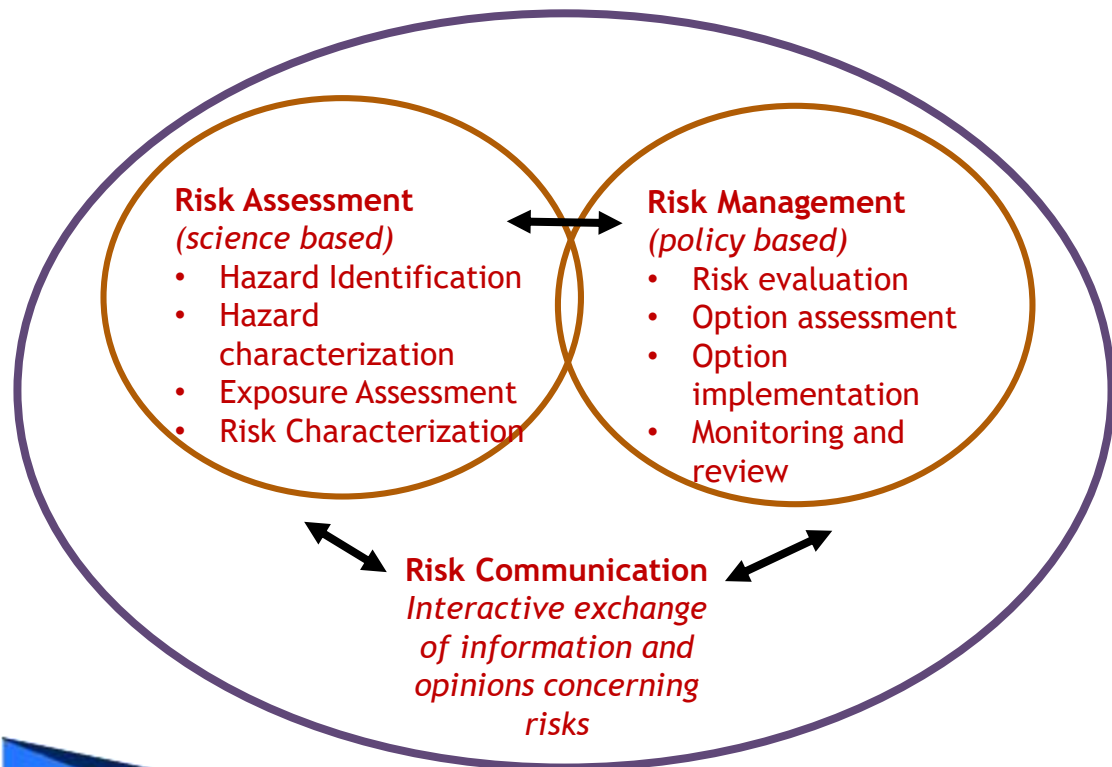 Risk Assessment
(science based)
• Hazard Identification
• Hazard
characterization
• Exposure Assessment
• Risk Characterization
Risk Management
(policy based)
• Risk evaluation
• Option assessment
• Option
implementation
• Monitoring and
review
Risk Communication
Interactive exchange
of information and
opinions concerning
risks